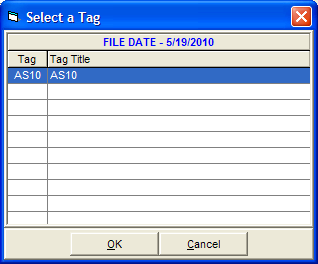 Select a Tag
FILE DATE - 5/19/2010
Tag Tag Title
AS10 AS10
OK Cancel